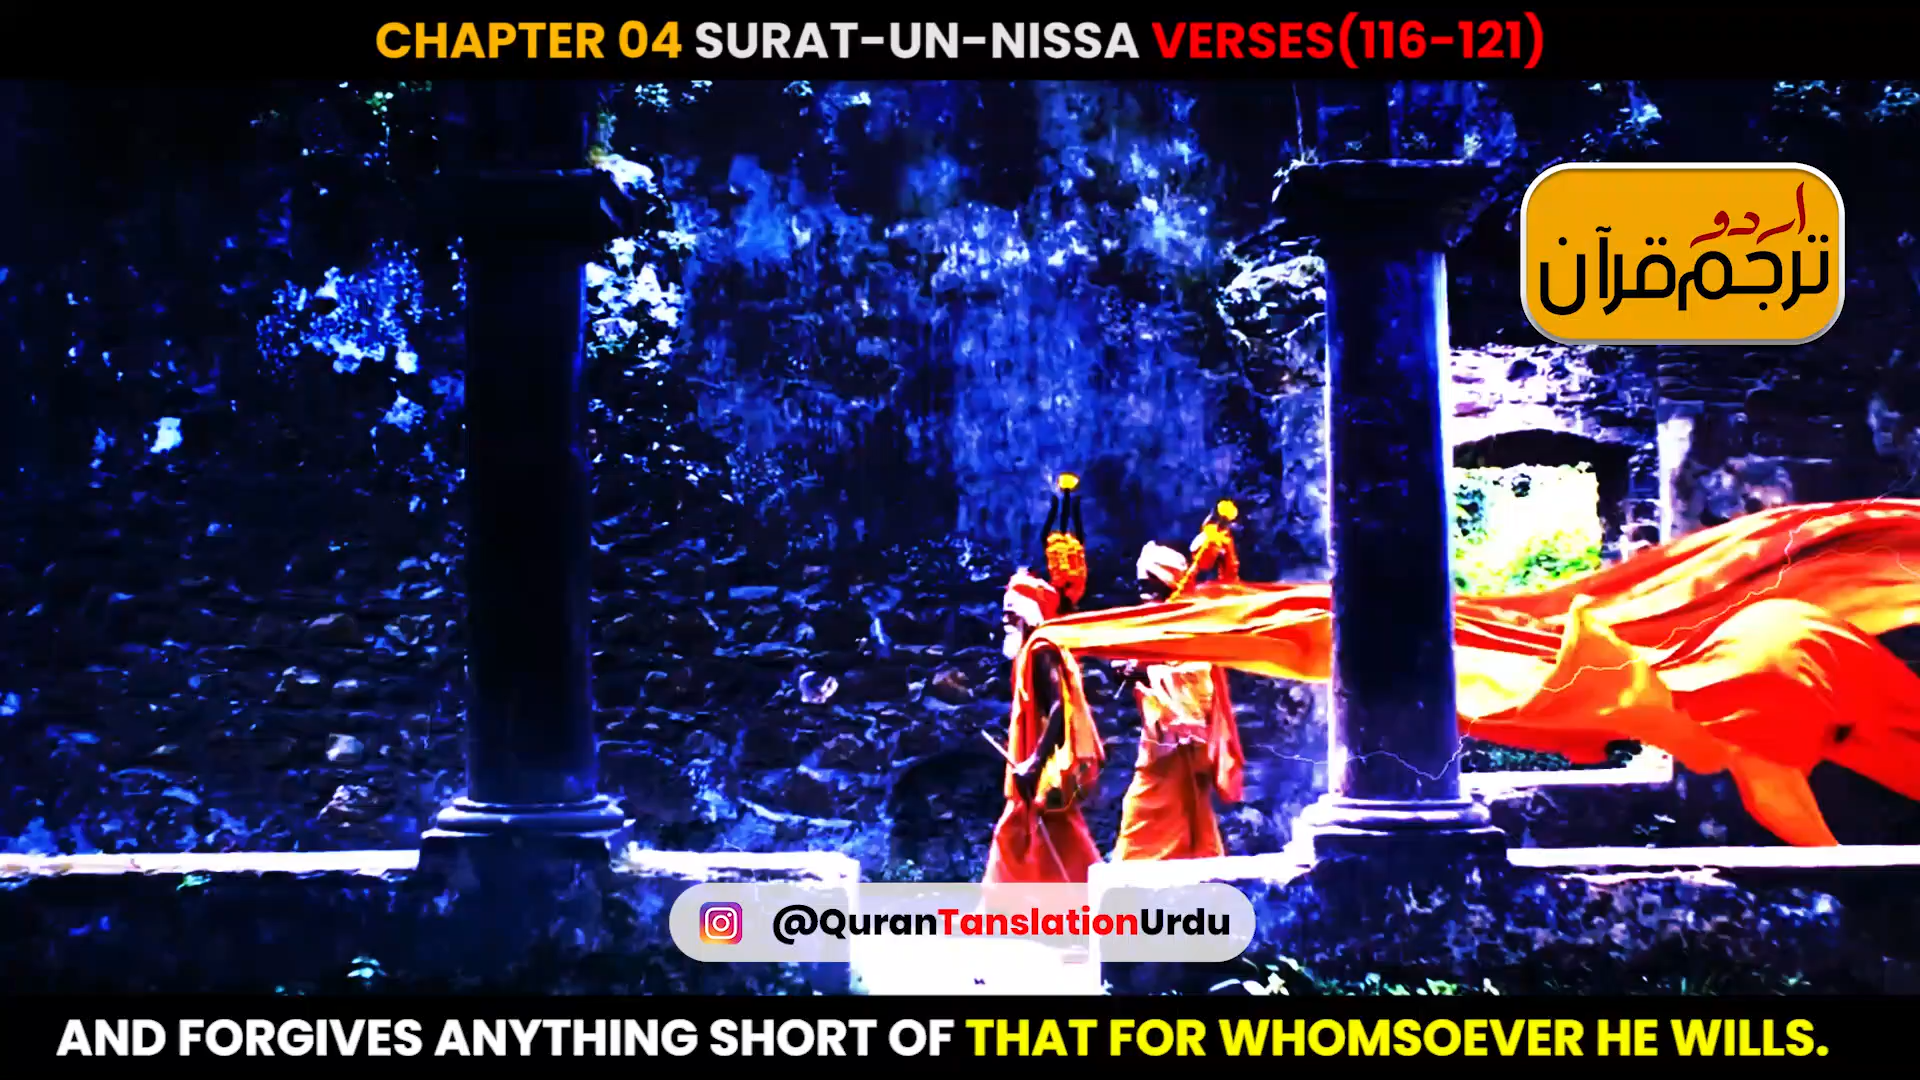 CHAPTER 04 SURAT-UN-NISSA VERSES(116-121)
اردو
ترجم قرآن
@QuranTanslationUrdu
AND FORGIVES ANYTHING SHORT OF THAT FOR WHOMSOEVER HE WILLS.